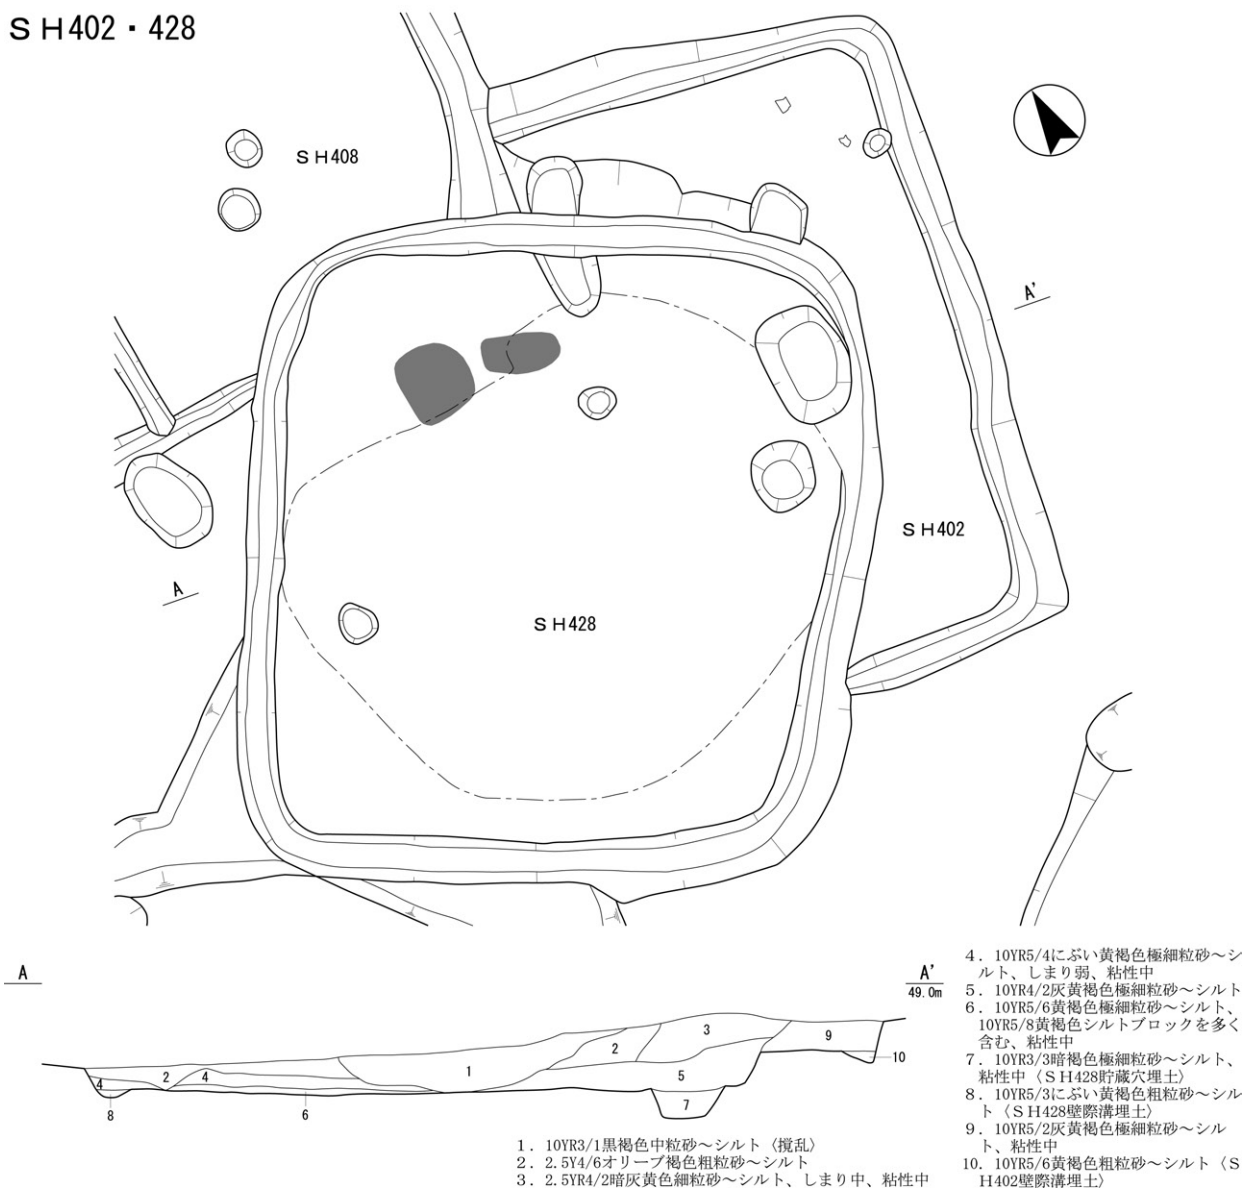 ＳH402・428
ＳH408
A'
ＳH402
A
ＳH428
A
A'
49.0m
3
2
9
10
1
5
4
2
4
7
8
6
1. 10YR3/1黒褐色中粒砂～シルト〈撹乱〉
2. 2.5Y4/6オリーブ褐色粗粒砂～シルト
3. 2.5YR4/2暗灰黄色細粒砂～シルト、しまり中、粘性中
4. 10YR5/4にぶい黄褐色極細粒砂～シ
ルト、しまり弱、粘性中
5. 10YR4/2灰黄褐色極細粒砂～シルト
6. 10YR5/6黄褐色極細粒砂～シルト、
10YR5/8黄褐色シルトブロックを多く
含む、粘性中
7. 10YR3/3暗褐色極細粒砂～シルト、
粘性中〈ＳH428貯蔵穴埋土〉
8. 10YR5/3にぶい黄褐色粗粒砂～シル
ト〈ＳH428壁際溝埋土〉
9. 10YR5/2灰黄褐色極細粒砂～シル
ト、粘性中
10. 10YR5/6黄褐色粗粒砂～シルト〈Ｓ
H402壁際溝埋土〉